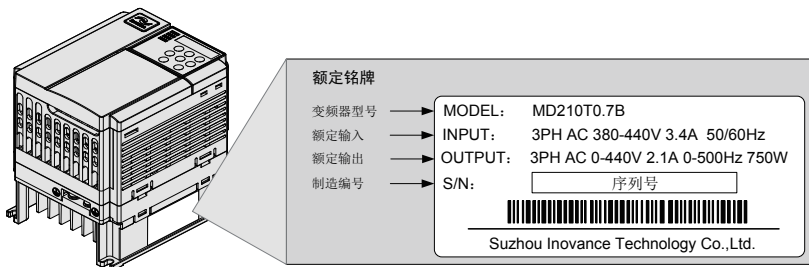 额定铭牌
变频器型号 MODEL: MD210T0.7B
额定输入 INPUT: 3PH AC 380-440V 3.4A 50/60Hz
额定输出 OUTPUT: 3PH AC 0-440V 2.1A 0-500Hz 750W
制造编号 S/N: 序列号
Suzhou Inovance Technology Co.,Ltd.